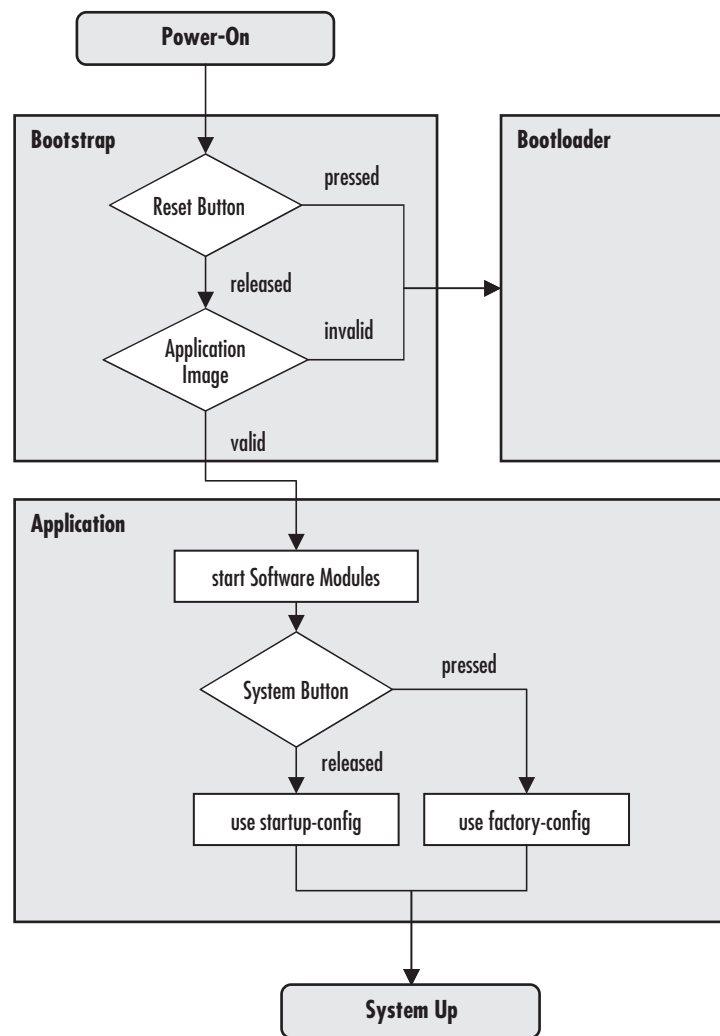 Power-On
Bootstrap
Bootloader
Reset Button
pressed
released
Application
Image
invalid
valid
Application
start Software Modules
System Button
pressed
released
use startup-config
use factory-config
System Up